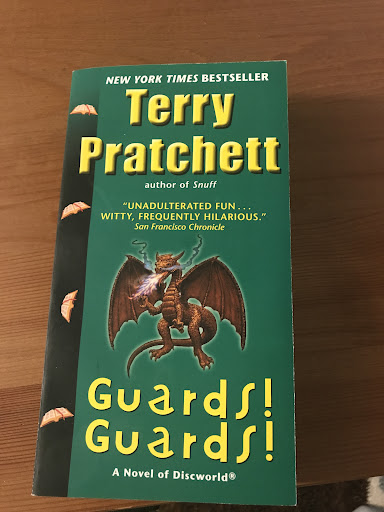 NEW YORK TIMES BESTSELLER
Terry
Pratchett
author of Snuff
"UNADULTERATED FUN . . .
WITTY, FREQUENTLY HILARIOUS."
San Francisco Chronicle
Guards!
Guards!
A Novel of Discworld®